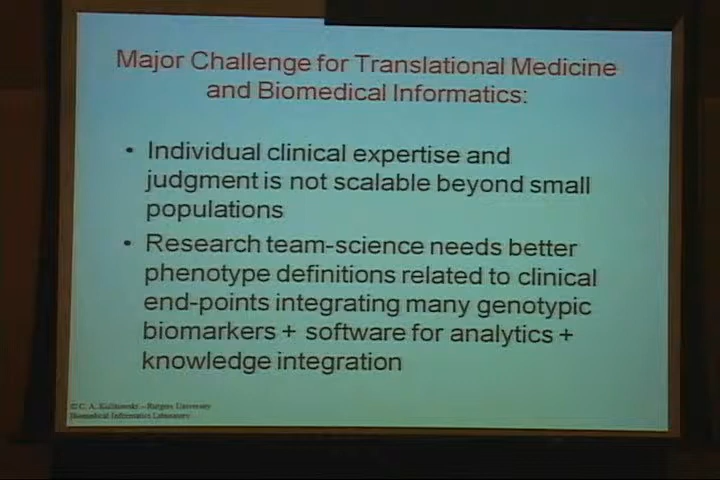 Major Challenge for Translational Medicine
and Biomedical Informatics:
• Individual clinical expertise and
judgment is not scalable beyond small
populations
• Research team-science needs better
phenotype definitions related to clinical
end-points integrating many genotypic
biomarkers + software for analytics +
knowledge integration
© C. A. Kulikowski – Rutgers University
Biomedical Informatics Laboratory